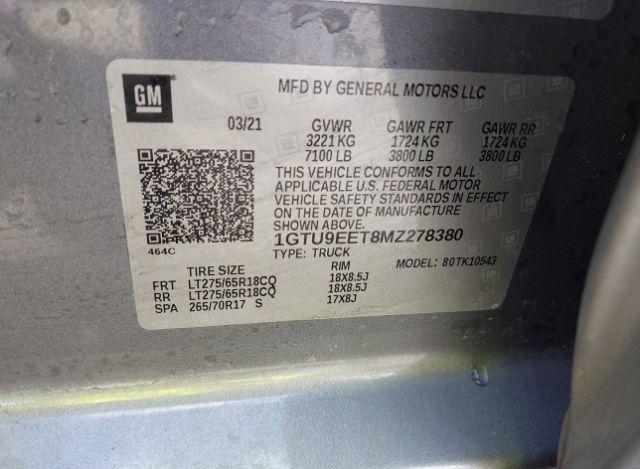 GM
MFD BY GENERAL MOTORS LLC
03/21 GVWR GAWR FRT GAWR RR
3221 KG 1724 KG 1724 KG
7100 LB 3800 LB 3800 LB
THIS VEHICLE CONFORMS TO ALL
APPLICABLE U.S. FEDERAL MOTOR
VEHICLE SAFETY STANDARDS IN EFFECT
ON THE DATE OF MANUFACTURE
SHOWN ABOVE.
1GTU9EET8MZ278380
TYPE: TRUCK MODEL: 80TK10543
464C
TIRE SIZE RIM
FRT LT275/65R18CQ 18X8.5J
RR LT275/65R18CQ 18X8.5J
SPA 265/70R17 S 17X8J